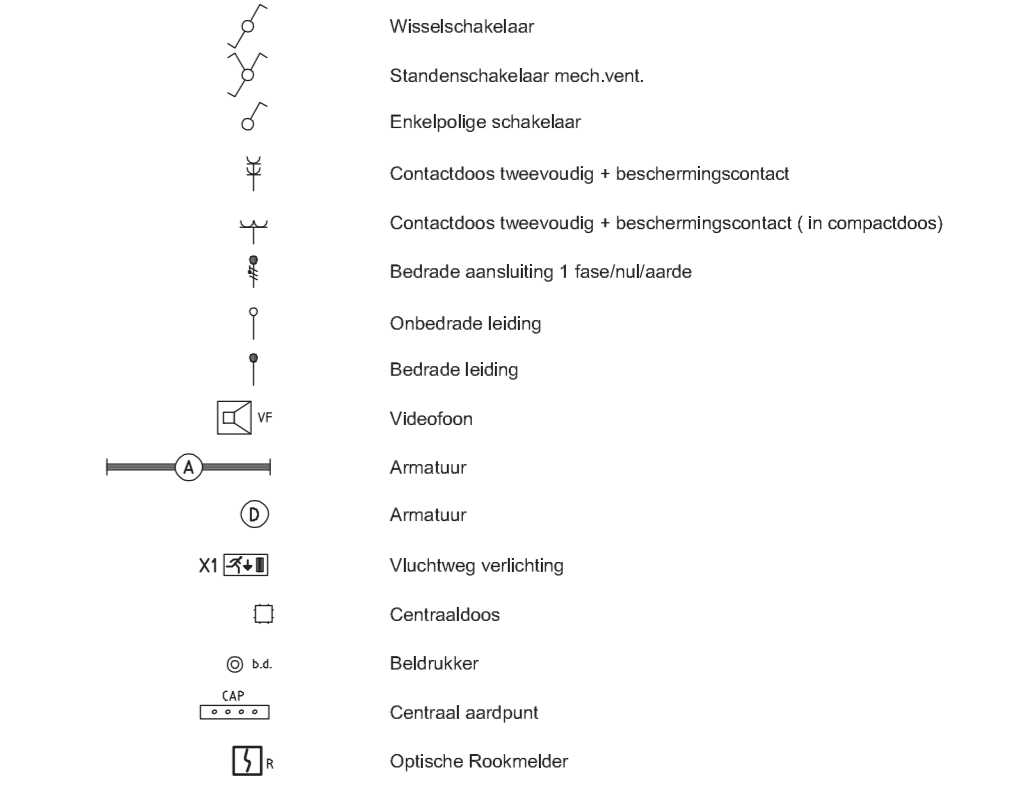 Wisselschakelaar
Standenschakelaar mech.vent.
Enkelpolige schakelaar
Contactdoos tweevoudig + beschermingscontact
Contactdoos tweevoudig + beschermingscontact ( in compactdoos)
Bedrade aansluiting 1 fase/nul/aarde
Onbedrade leiding
Bedrade leiding
VF Videofoon
A Armatuur
D Armatuur
X1 Vluchtweg verlichting
Centraaldoos
b.d. Beldrukker
CAP
Centraal aardpunt
R Optische Rookmelder